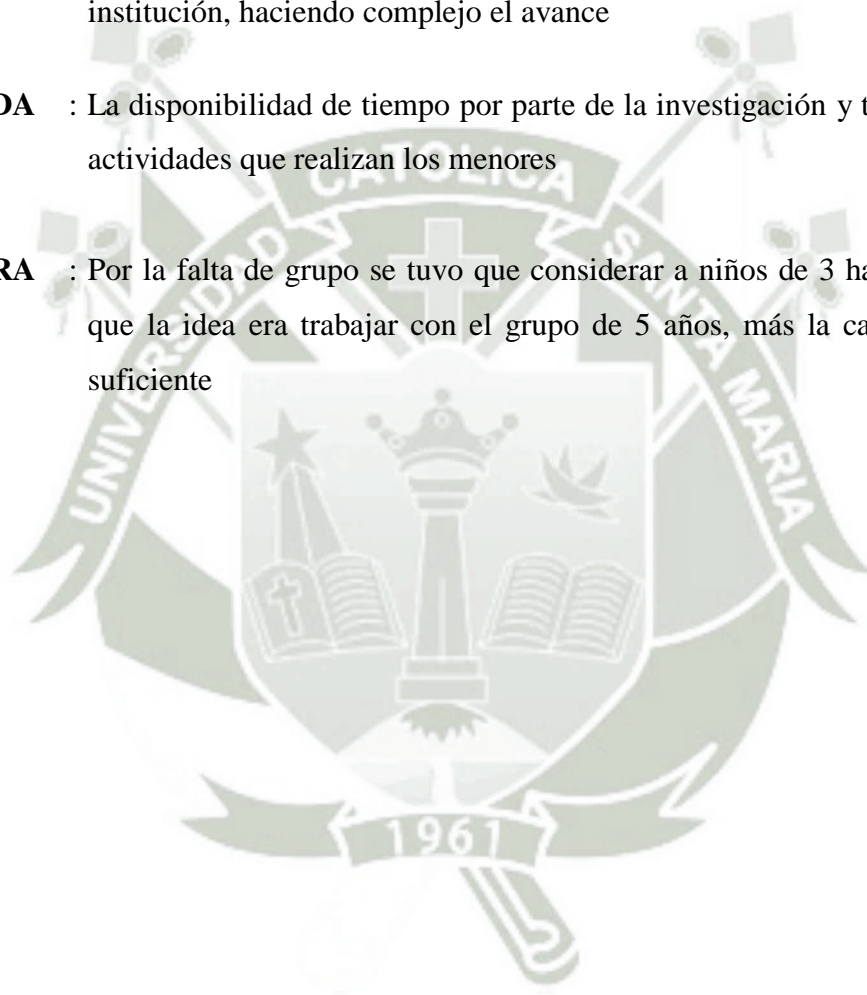 institución, haciendo complejo el avance
DA : La disponibilidad de tiempo por parte de la investigación y t
actividades que realizan los menores
RA : Por la falta de grupo se tuvo que considerar a niños de 3 ha
que la idea era trabajar con el grupo de 5 años, más la ca
suficiente
UNIVERSIDAD CATOLICA SANTA MARIA
1961